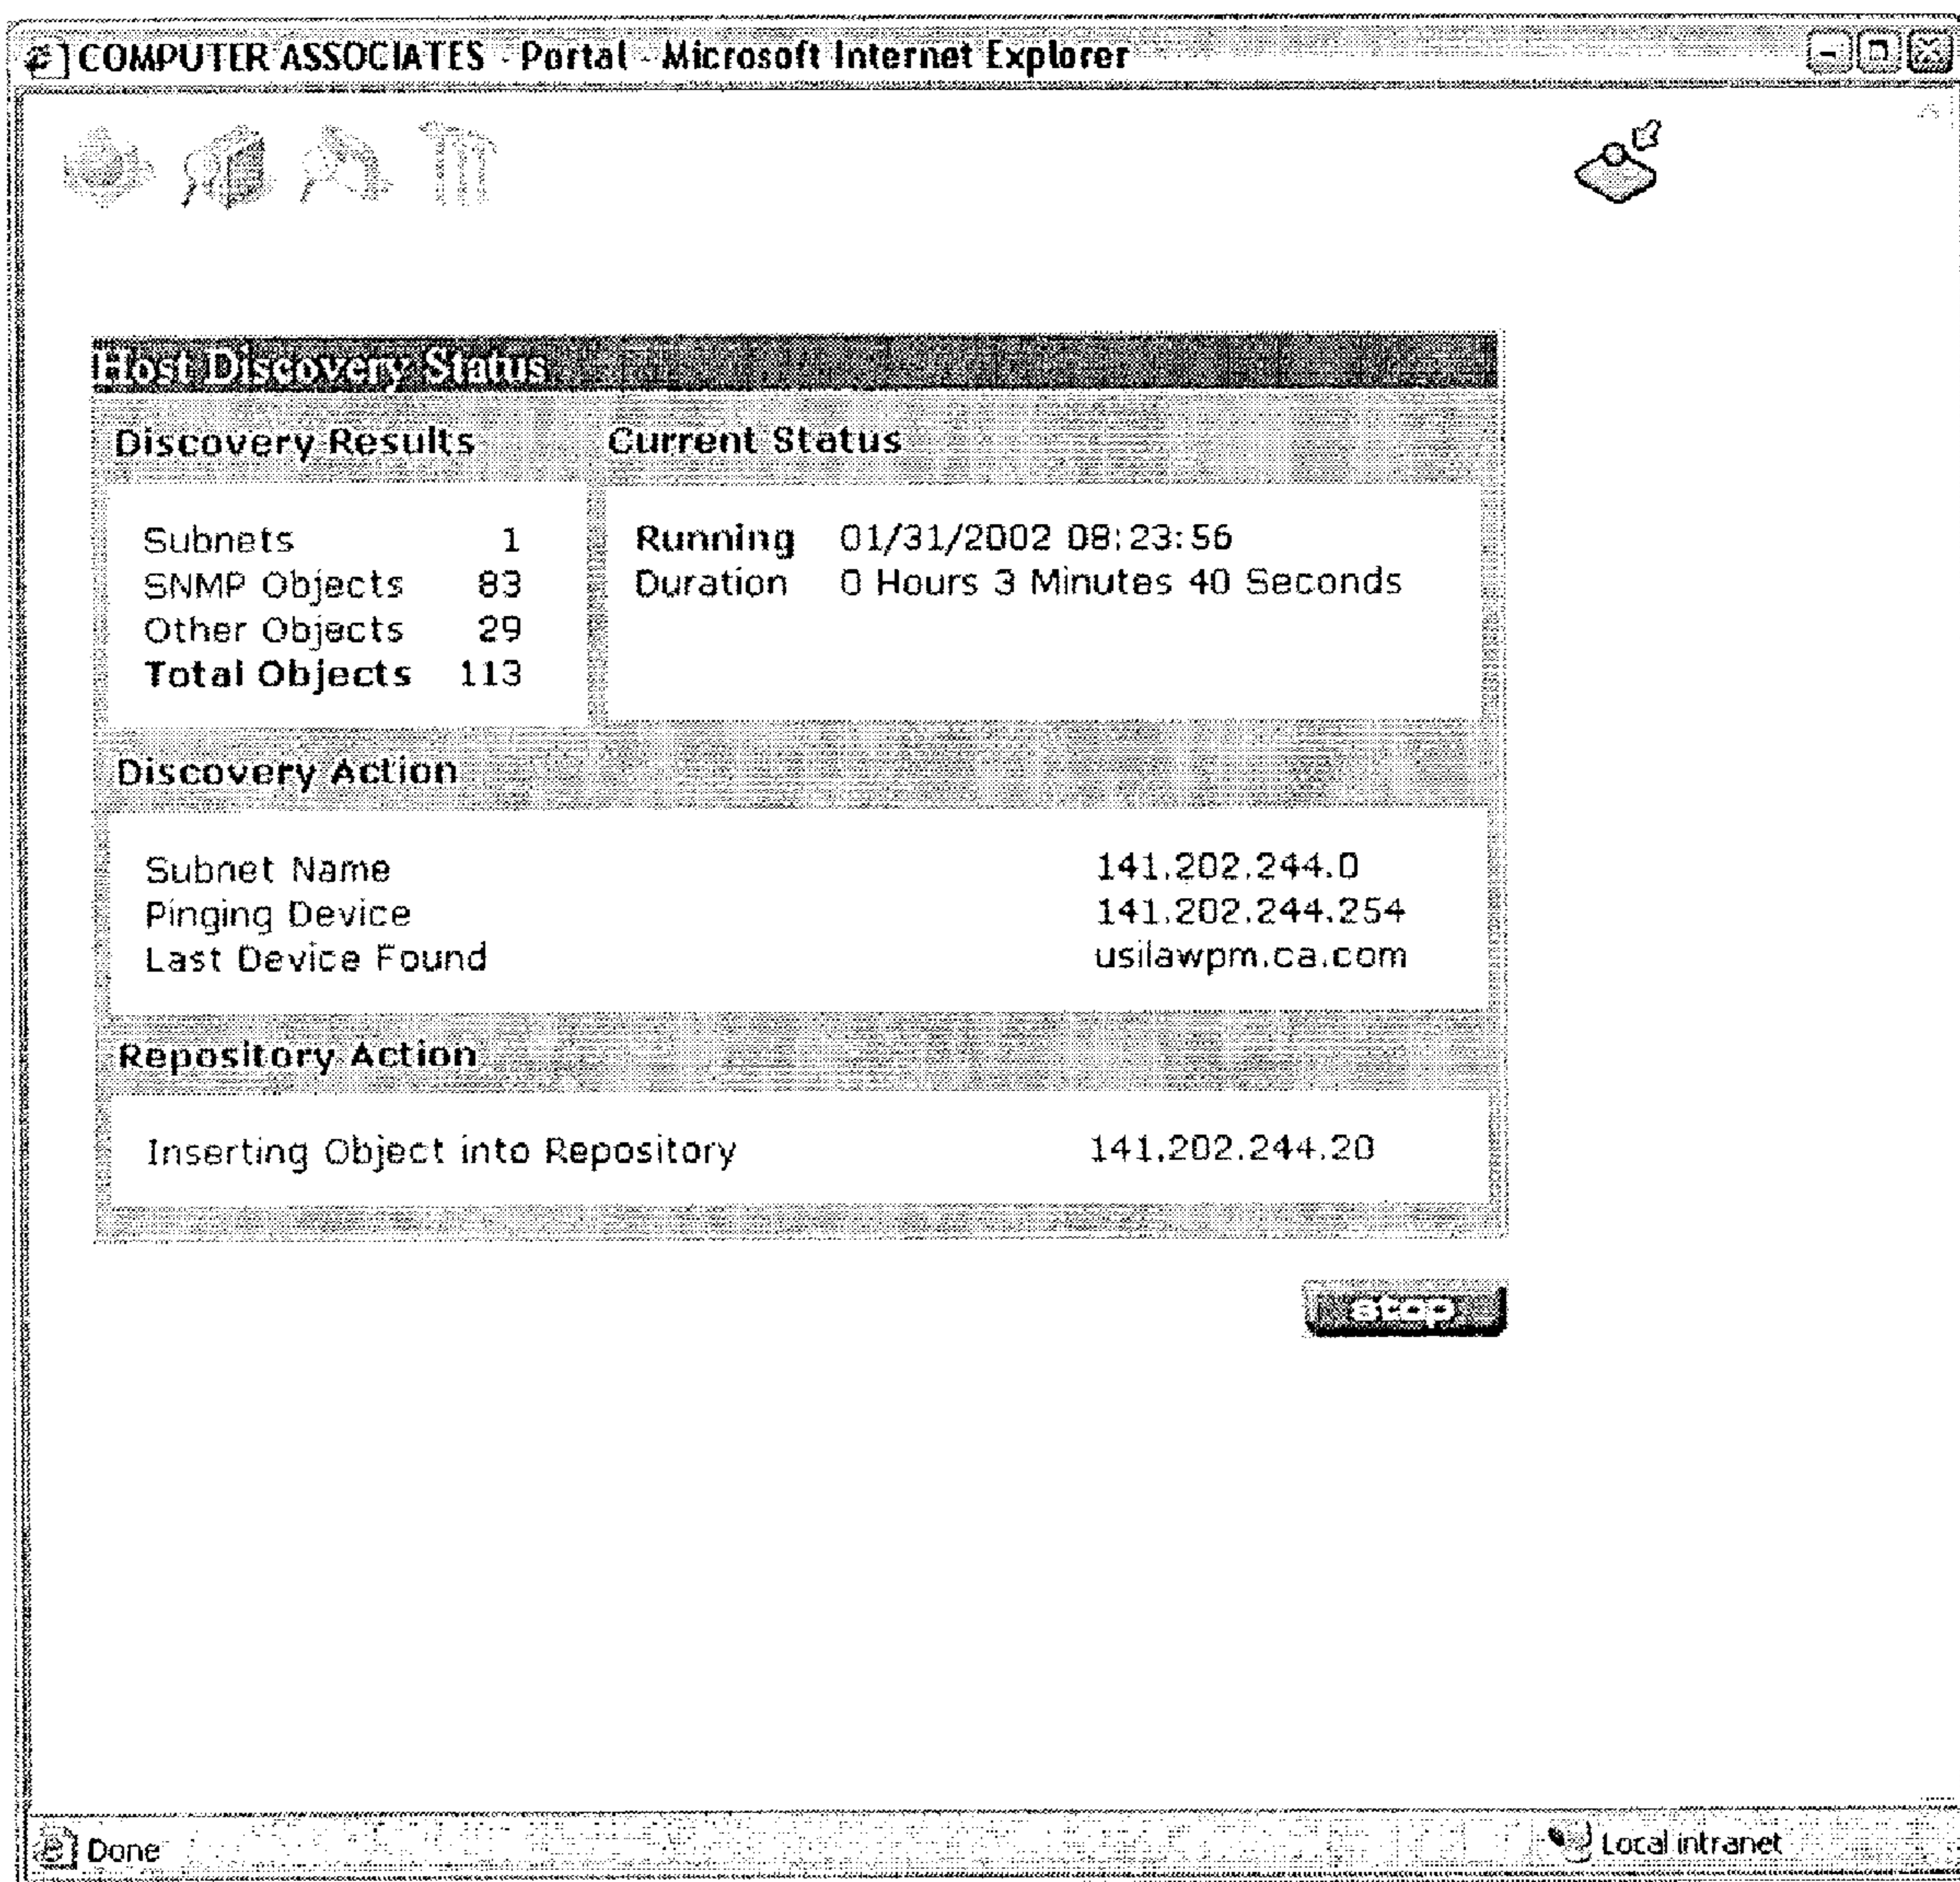 COMPUTER ASSOCIATES - Portal - Microsoft Internet Explorer
Host Discovery Status
Discovery Results Current Status
Subnets 1 Running 01/31/2002 08:23:56
SNMP Objects 83 Duration 0 Hours 3 Minutes 40 Seconds
Other Objects 29
Total Objects 113
Discovery Action
Subnet Name 141.202.244.0
Pinging Device 141.202.244.254
Last Device Found usilawpm.ca.com
Repository Action
Inserting Object into Repository 141.202.244.20
stop
Done Local intranet